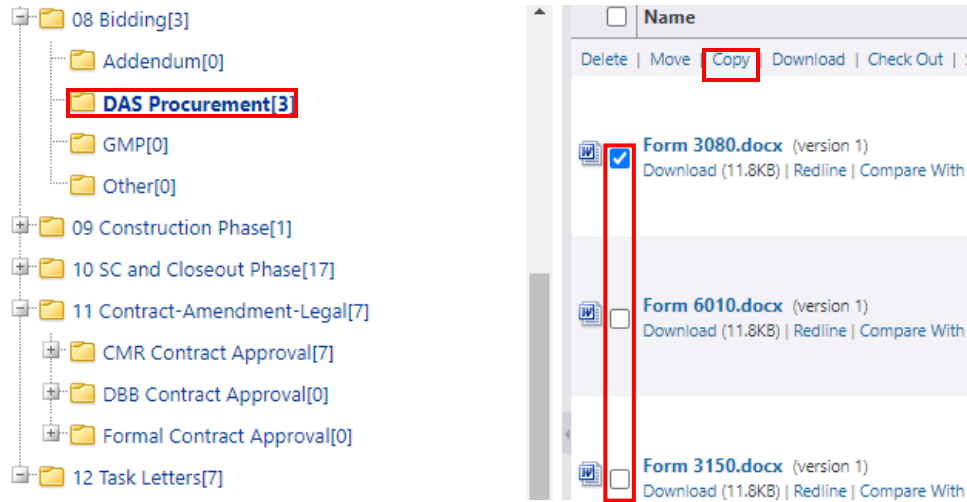 08 Bidding[3]
Addendum[0]
DAS Procurement[3]
GMP[0]
Other[0]
09 Construction Phase[1]
10 SC and Closeout Phase[17]
11 Contract-Amendment-Legal[7]
CMR Contract Approval[7]
DBB Contract Approval[0]
Formal Contract Approval[0]
12 Task Letters[7]
Name
Delete | Move | Copy | Download | Check Out |
Form 3080.docx (version 1)
Download (11.8KB) | Redline | Compare With
Form 6010.docx (version 1)
Download (11.8KB) | Redline | Compare With
Form 3150.docx (version 1)
Download (11.8KB) | Redline | Compare With